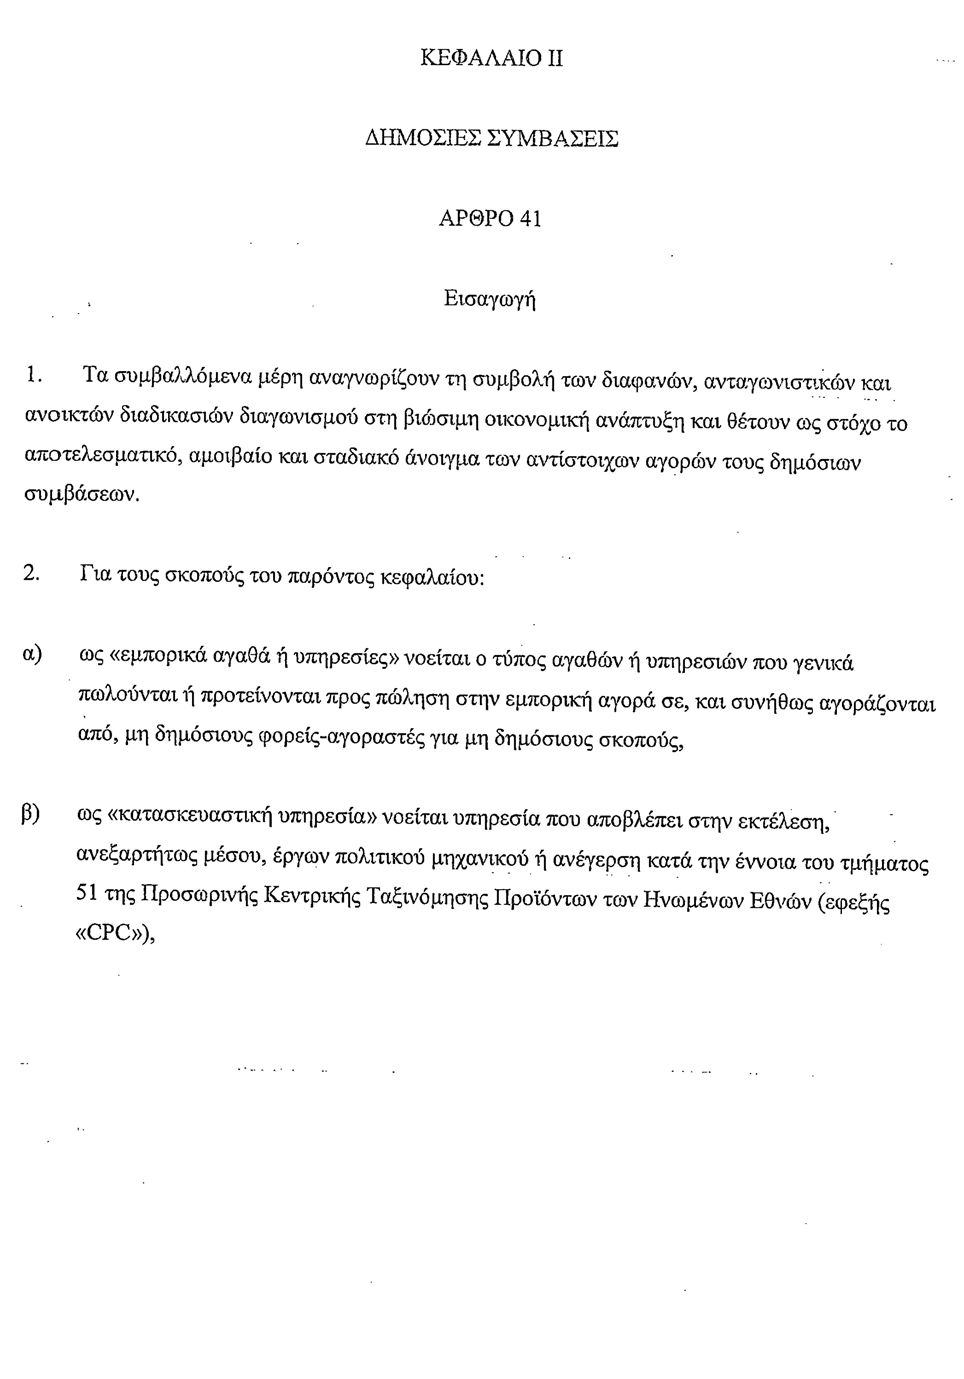 ΚΕΦΑΛΑΙΟ ΙΙ
ΔΗΜΟΣΙΕΣ ΣΥΜΒΑΣΕΙΣ
ΑΡΘΡΟ 41
Εισαγωγή
1. Τα συμβαλλόμενα μέρη αναγνωρίζουν τη συμβολή των διαφανών, ανταγωνιστικών και
ανοικτών διαδικασιών διαγωνισμού στη βιώσιμη οικονομική ανάπτυξη και θέτουν ως στόχο το
αποτελεσματικό, αμοιβαίο και σταδιακό άνοιγμα των αντίστοιχων αγορών τους δημόσιων
συμβάσεων.
2. Για τους σκοπούς του παρόντος κεφαλαίου:
α) ως «εμπορικά αγαθά ή υπηρεσίες» νοείται ο τύπος αγαθών ή υπηρεσιών που γενικά
πωλούνται ή προτείνονται προς πώληση στην εμπορική αγορά σε, και συνήθως αγοράζονται
από, μη δημόσιους φορείς-αγοραστές για μη δημόσιους σκοπούς,
β) ως «κατασκευαστική υπηρεσία» νοείται υπηρεσία που αποβλέπει στην εκτέλεση,
ανεξαρτήτως μέσου, έργων πολιτικού μηχανικού ή ανέγερση κατά την έννοια του τμήματος
51 της Προσωρινής Κεντρικής Ταξινόμησης Προϊόντων των Ηνωμένων Εθνών (εφεξής
«CPC»),